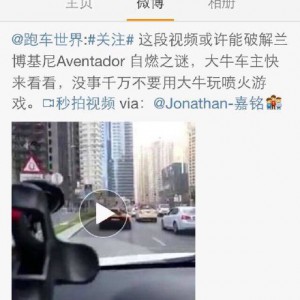 主页 微博 相册
@跑车世界:#关注# 这段视频或许能破解兰
博基尼Aventador 自燃之谜，大牛车主快
来看看，没事千万不要用大牛玩喷火游
戏。秒拍视频 via：@Jonathan-嘉铭